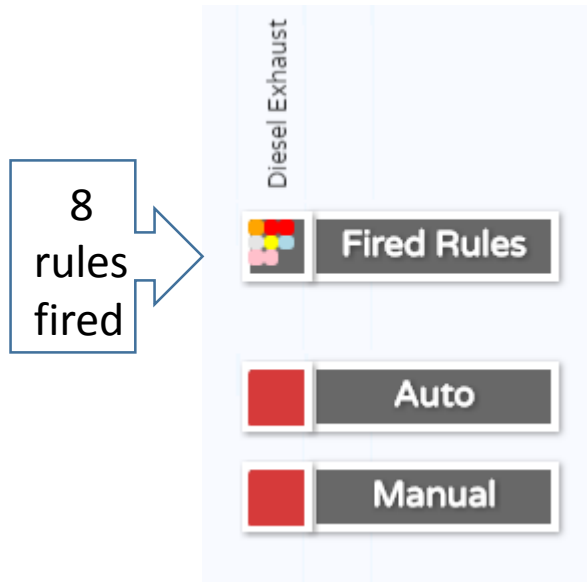 Diesel Exhaust
8
rules
fired
Fired Rules
Auto
Manual